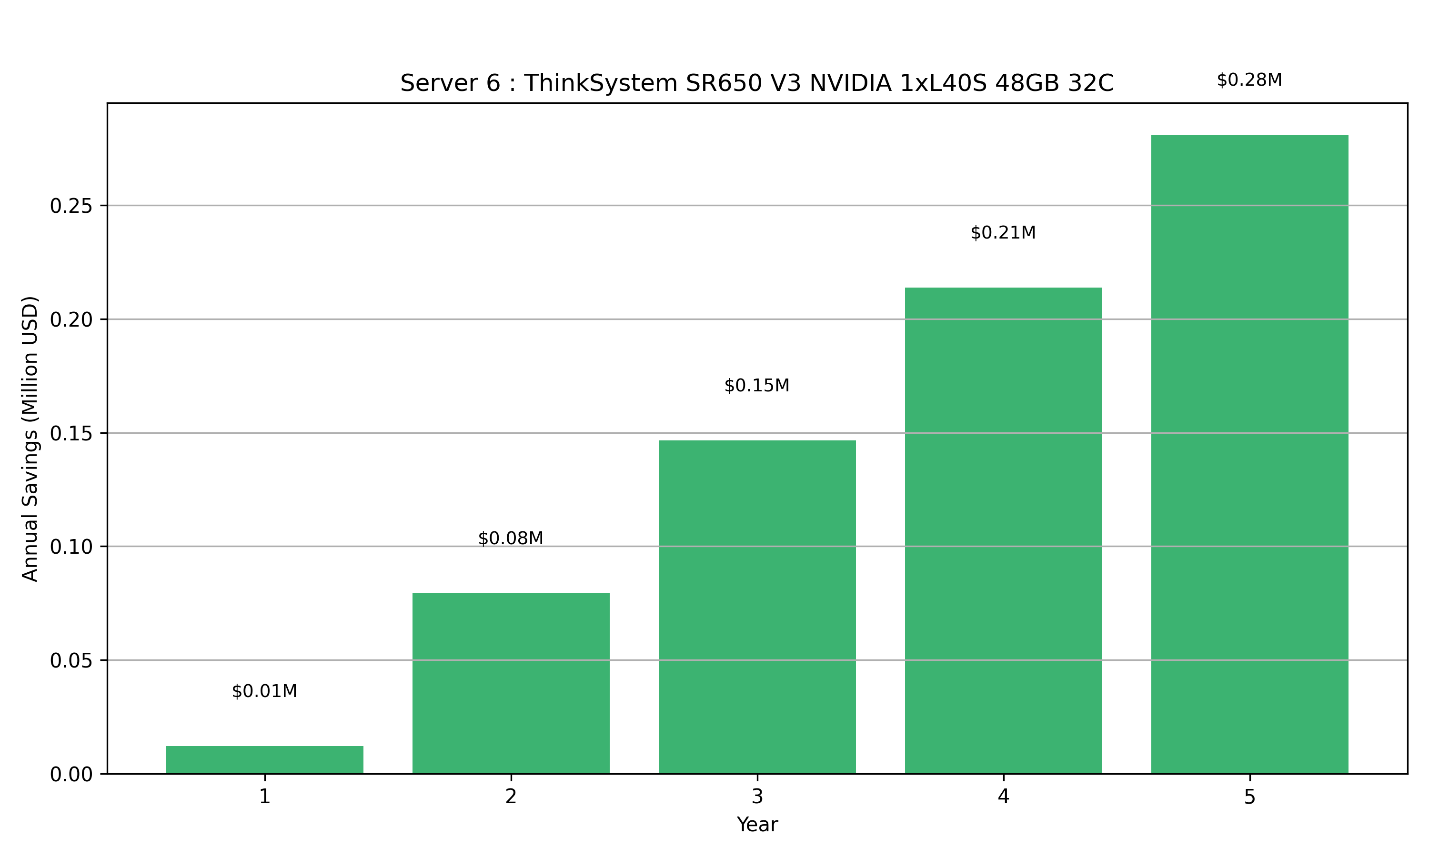 Server 6 : ThinkSystem SR650 V3 NVIDIA 1xL40S 48GB 32C
$0.28M
0.25
$0.21M
0.20
$0.15M
0.15
$0.08M
0.10
0.05
$0.01M
0.00
Annual Savings (Million USD)
1 2 3 4 5
Year